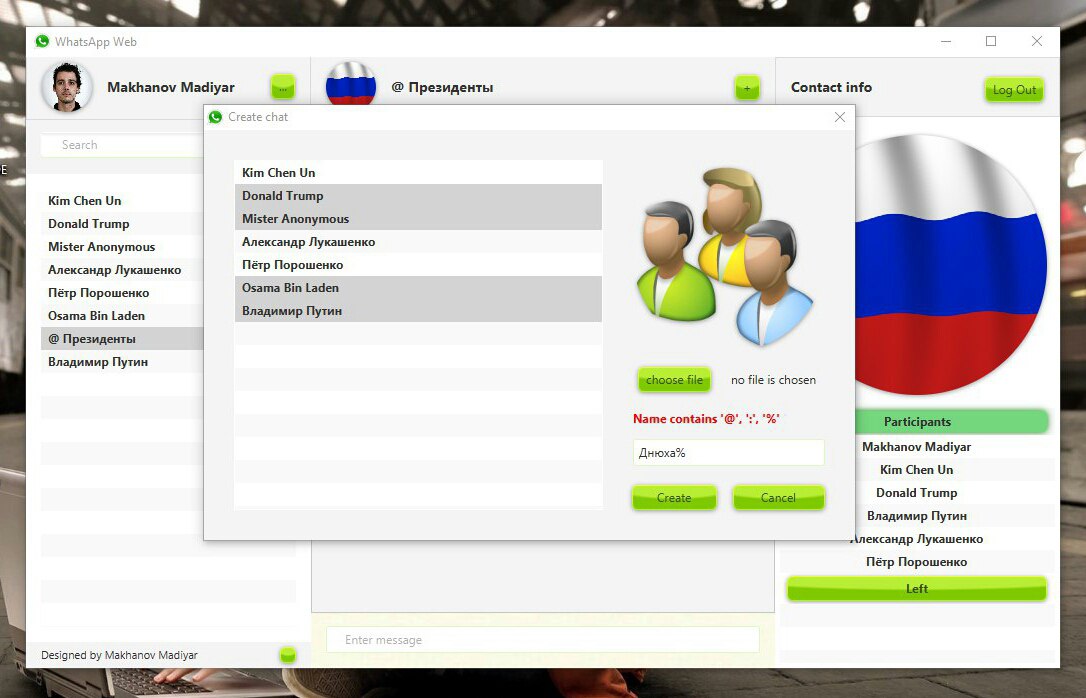 WhatsApp Web
Makhanov Madiyar
...
@ Президенты
+
Contact info
Log Out
Search
E
Kim Chen Un
Donald Trump
Mister Anonymous
Александр Лукашенко
Пётр Порошенко
Osama Bin Laden
@ Президенты
Владимир Путин
Create chat
Kim Chen Un
Donald Trump
Mister Anonymous
Александр Лукашенко
Пётр Порошенко
Osama Bin Laden
Владимир Путин
choose file
no file is chosen
Name contains '@', ':', '%'
Днюха%
Create
Cancel
Participants
Makhanov Madiyar
Kim Chen Un
Donald Trump
Владимир Путин
Александр Лукашенко
Пётр Порошенко
Left
Enter message
Designed by Makhanov Madiyar